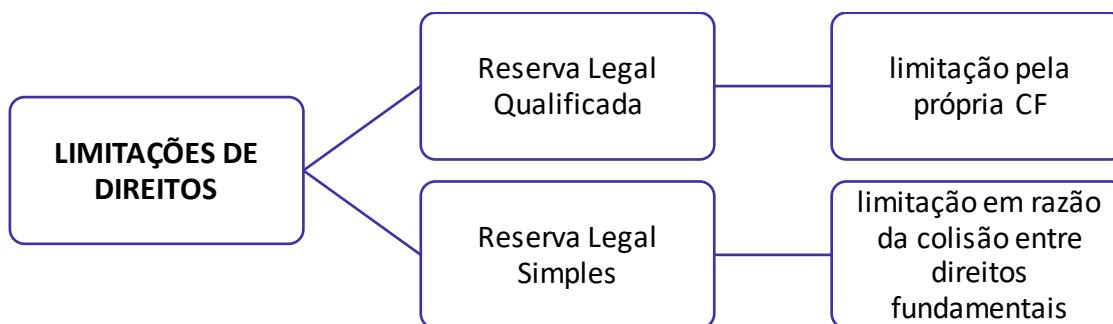 LIMITAÇÕES DE
DIREITOS
Reserva Legal
Qualificada
limitação pela
própria CF
Reserva Legal
Simples
limitação em razão
da colisão entre
direitos
fundamentais